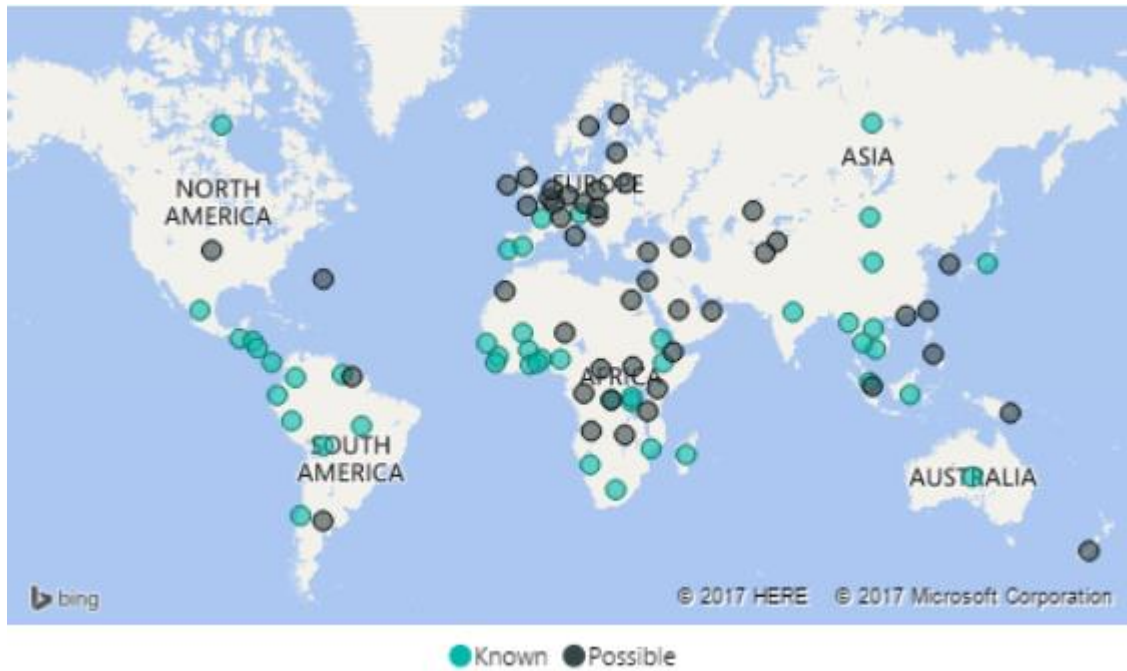 NORTH
AMERICA
EUROPE
ASIA
AFRICA
SOUTH
AMERICA
AUSTRALIA
bing
© 2017 HERE © 2017 Microsoft Corporation
Known Possible